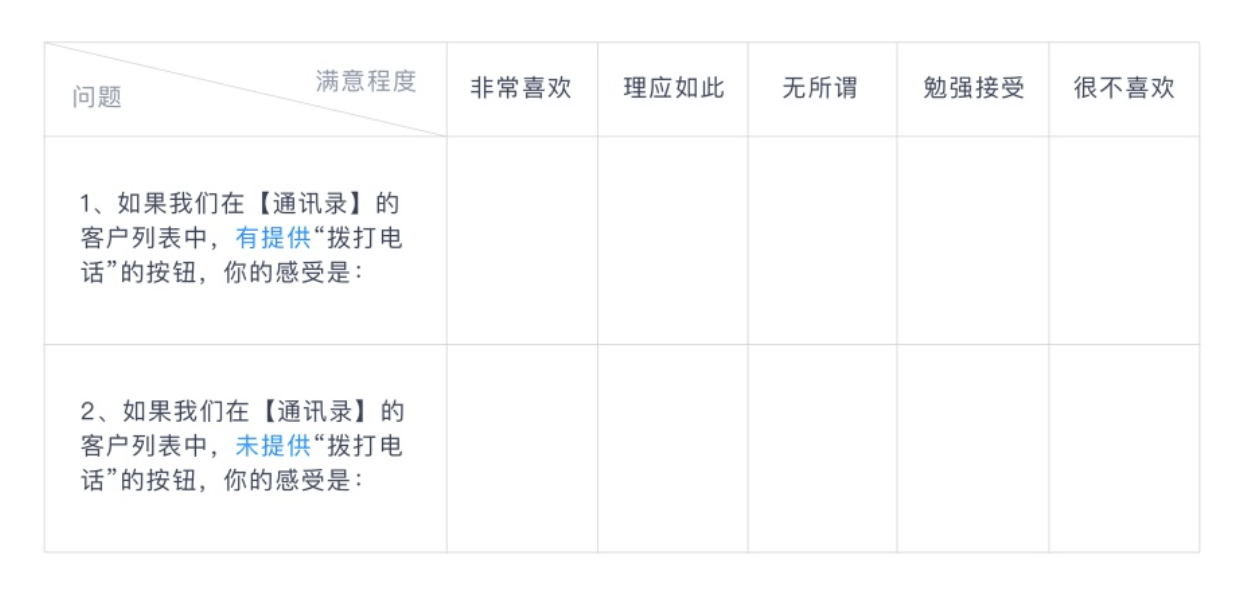 满意程度
问题
非常喜欢 理应如此 无所谓 勉强接受 很不喜欢
1、如果我们在【通讯录】的
客户列表中，有提供“拨打电
话”的按钮，你的感受是：
2、如果我们在【通讯录】的
客户列表中，未提供“拨打电
话”的按钮，你的感受是：